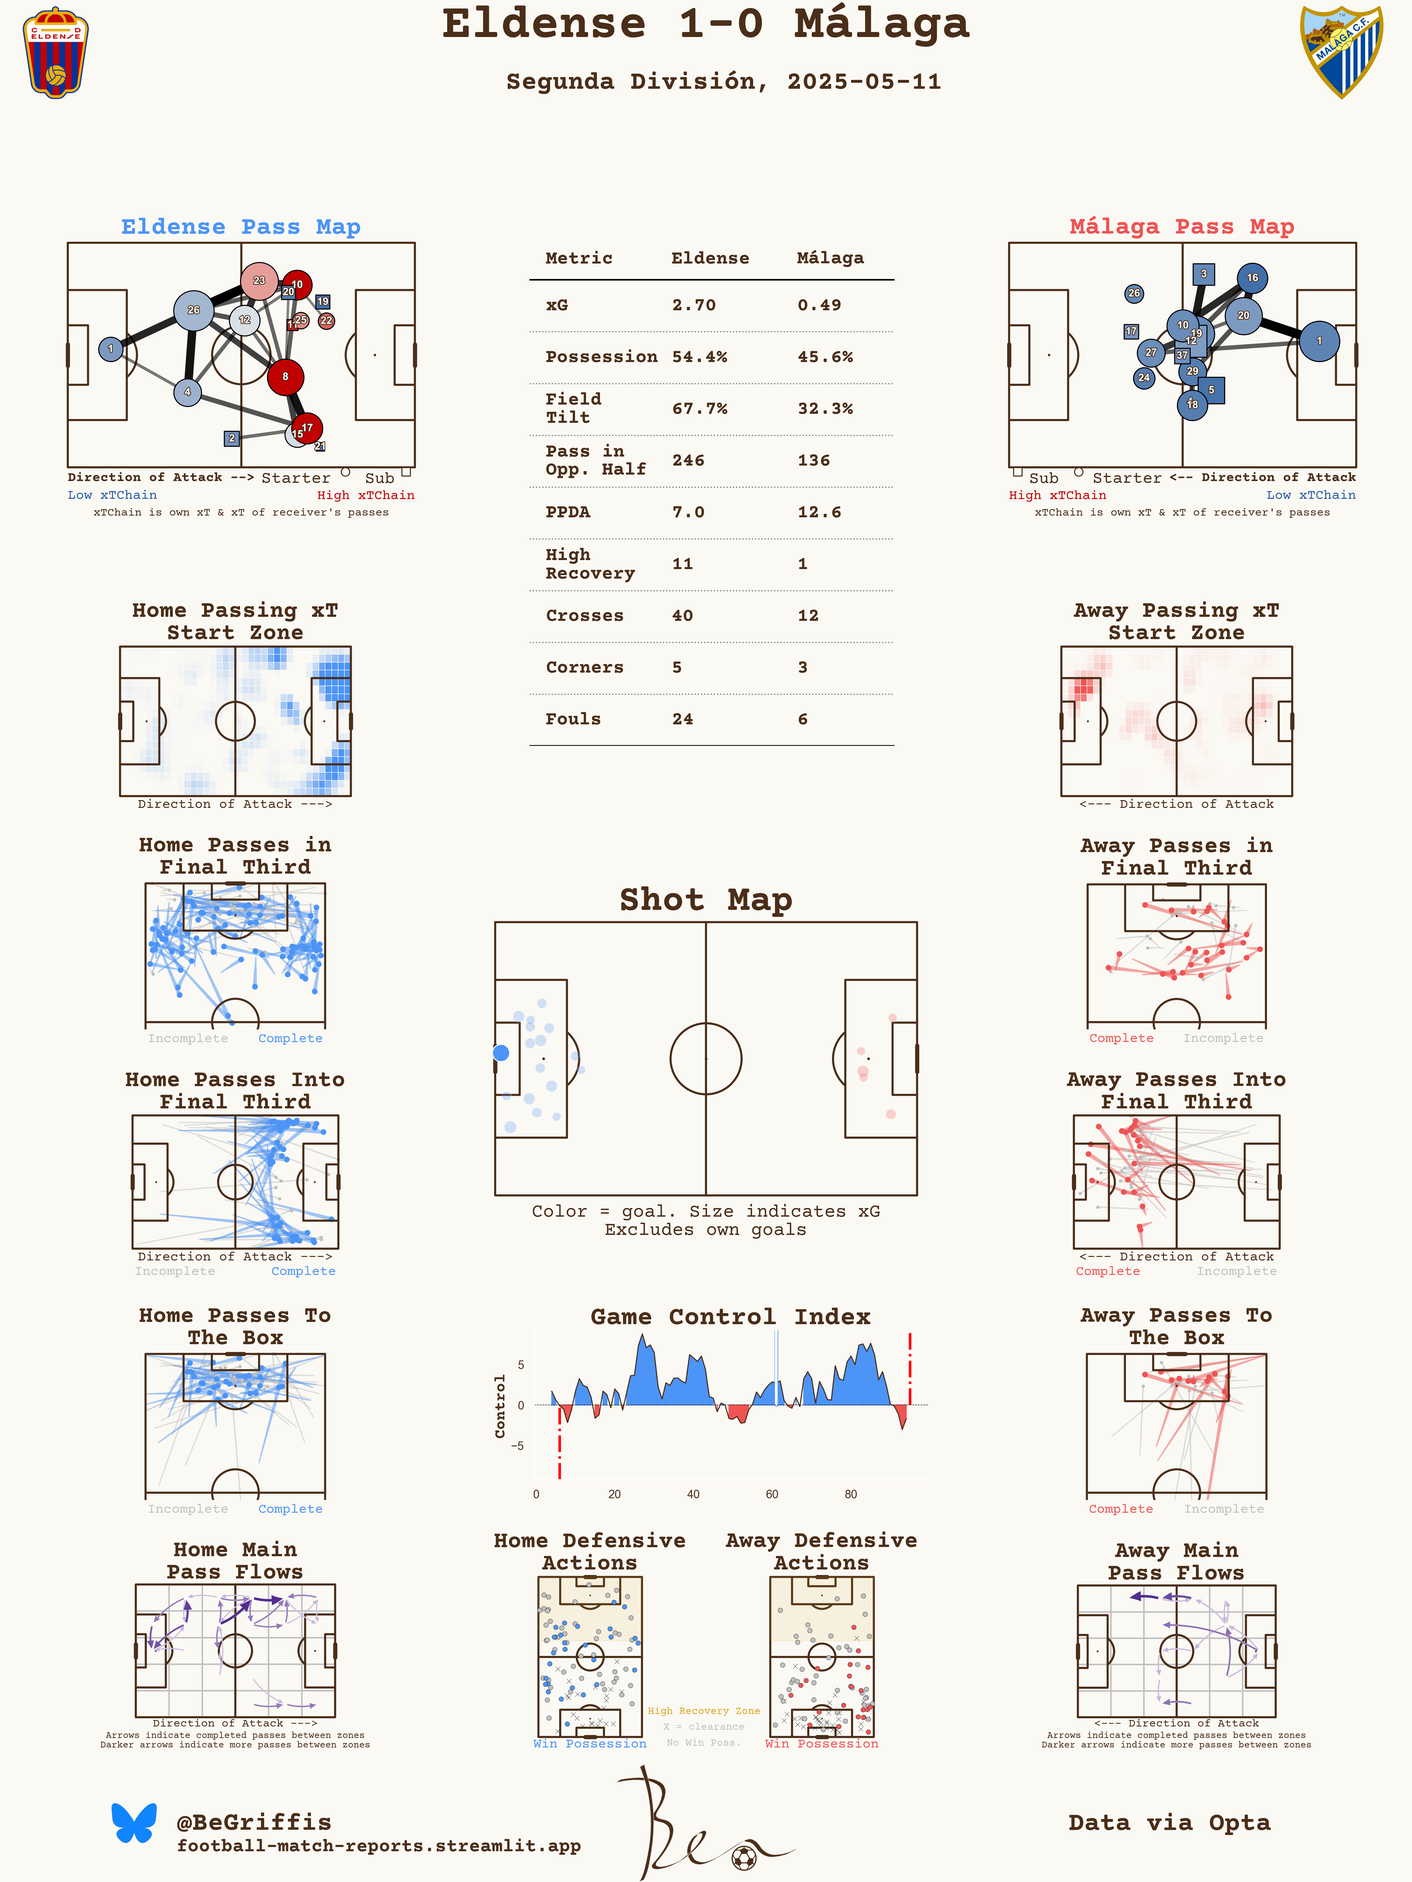 Eldense 1-0 Málaga
Segunda División, 2025-05-11
C D
ELDENSE
MALAGA C.F.
Eldense Pass Map
23
10
20
19
26
12
25
22
1
8
4
17
15
2
21
Direction of Attack --> Starter Sub
Low xTChain High xTChain
xTChain is own xT & xT of receiver's passes
Metric Eldense Málaga
xG 2.70 0.49
Possession 54.4% 45.6%
Field
Tilt 67.7% 32.3%
Pass in
Opp. Half 246 136
PPDA 7.0 12.6
High
Recovery 11 1
Crosses 40 12
Corners 5 3
Fouls 24 6
Málaga Pass Map
3
16
26
20
10
17
19
12
1
27
37
29
24
5
18
Sub Starter <-- Direction of Attack
High xTChain Low xTChain
xTChain is own xT & xT of receiver's passes
Home Passing xT
Start Zone
Direction of Attack --->
Away Passing xT
Start Zone
<--- Direction of Attack
Home Passes in
Final Third
Incomplete Complete
Away Passes in
Final Third
Complete Incomplete
Shot Map
Color = goal. Size indicates xG
Excludes own goals
Home Passes Into
Final Third
Direction of Attack --->
Incomplete Complete
Away Passes Into
Final Third
<--- Direction of Attack
Complete Incomplete
Home Passes To
The Box
Incomplete Complete
Game Control Index
Control
5
0
−5
0 20 40 60 80
Away Passes To
The Box
Complete Incomplete
Home Main
Pass Flows
Direction of Attack --->
Arrows indicate completed passes between zones
Darker arrows indicate more passes between zones
Home Defensive
Actions
Win Possession
High Recovery Zone
X = clearance
No Win Poss.
Away Defensive
Actions
Win Possession
Away Main
Pass Flows
<--- Direction of Attack
Arrows indicate completed passes between zones
Darker arrows indicate more passes between zones
@BeGriffis
football-match-reports.streamlit.app
Ben
Data via Opta